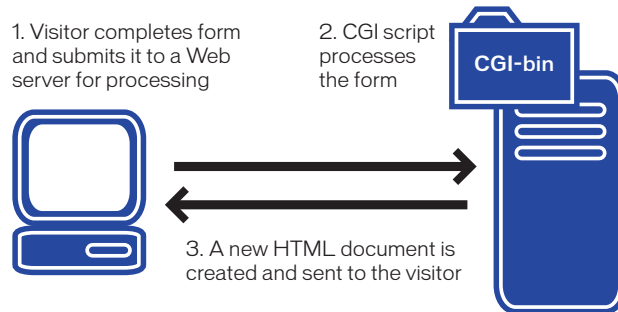 1. Visitor completes form
and submits it to a Web
server for processing
2. CGI script
processes
the form
CGI-bin
3. A new HTML document is
created and sent to the visitor